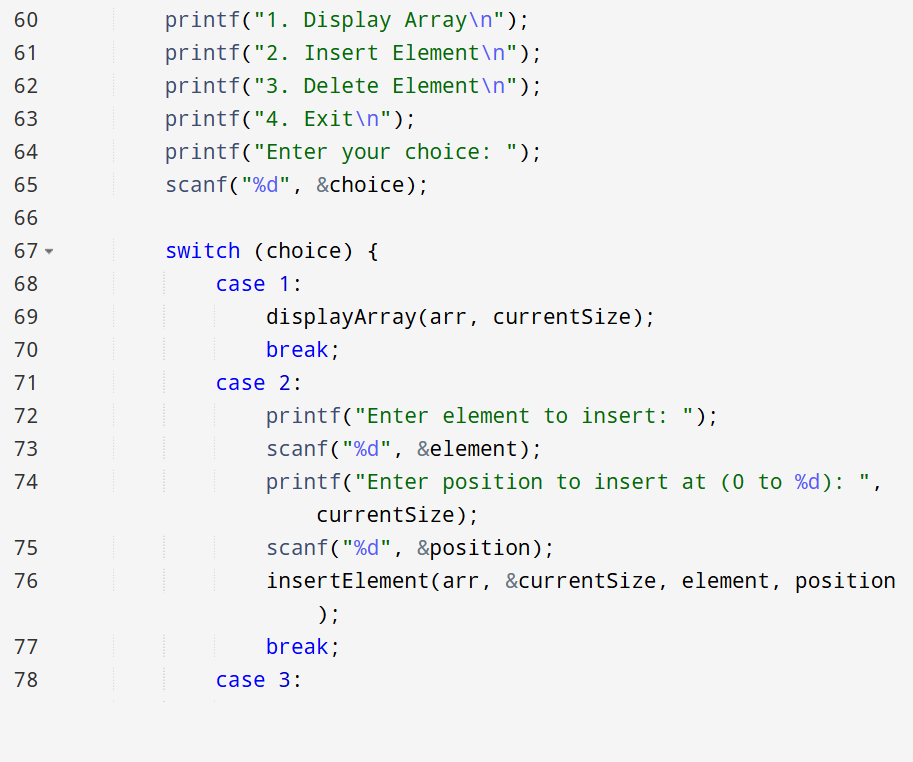 60 printf("1. Display Array\n");
61 printf("2. Insert Element\n");
62 printf("3. Delete Element\n");
63 printf("4. Exit\n");
64 printf("Enter your choice: ");
65 scanf("%d", &choice);
66
67 switch (choice) {
68 case 1:
69 displayArray(arr, currentSize);
70 break;
71 case 2:
72 printf("Enter element to insert: ");
73 scanf("%d", &element);
74 printf("Enter position to insert at (0 to %d): ",
currentSize);
75 scanf("%d", &position);
76 insertElement(arr, &currentSize, element, position
);
77 break;
78 case 3: